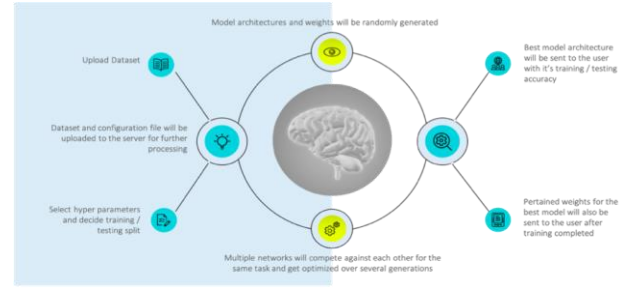 Model architectures and weights will be randomly generated
Upload Dataset
Best model architecture
will be sent to the user
with it's training / testing
accuracy
Dataset and configuration file will be
uploaded to the server for further
processing
Select hyper parameters
and decide training /
testing split
Pertained weights for the
best model will also be
sent to the user after
training completed
Multiple networks will compete against each other for the
same task and get optimized over several generations